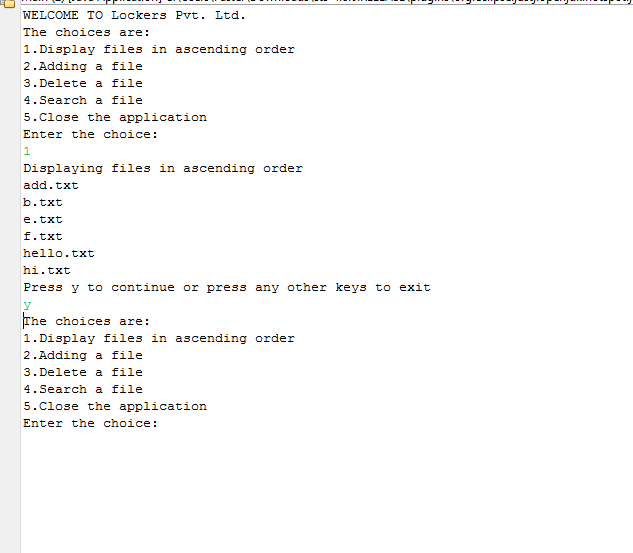 WELCOME TO Lockers Pvt. Ltd.
The choices are:
1.Display files in ascending order
2.Adding a file
3.Delete a file
4.Search a file
5.Close the application
Enter the choice:
1
Displaying files in ascending order
add.txt
b.txt
e.txt
f.txt
hello.txt
hi.txt
Press y to continue or press any other keys to exit
y
The choices are:
1.Display files in ascending order
2.Adding a file
3.Delete a file
4.Search a file
5.Close the application
Enter the choice: